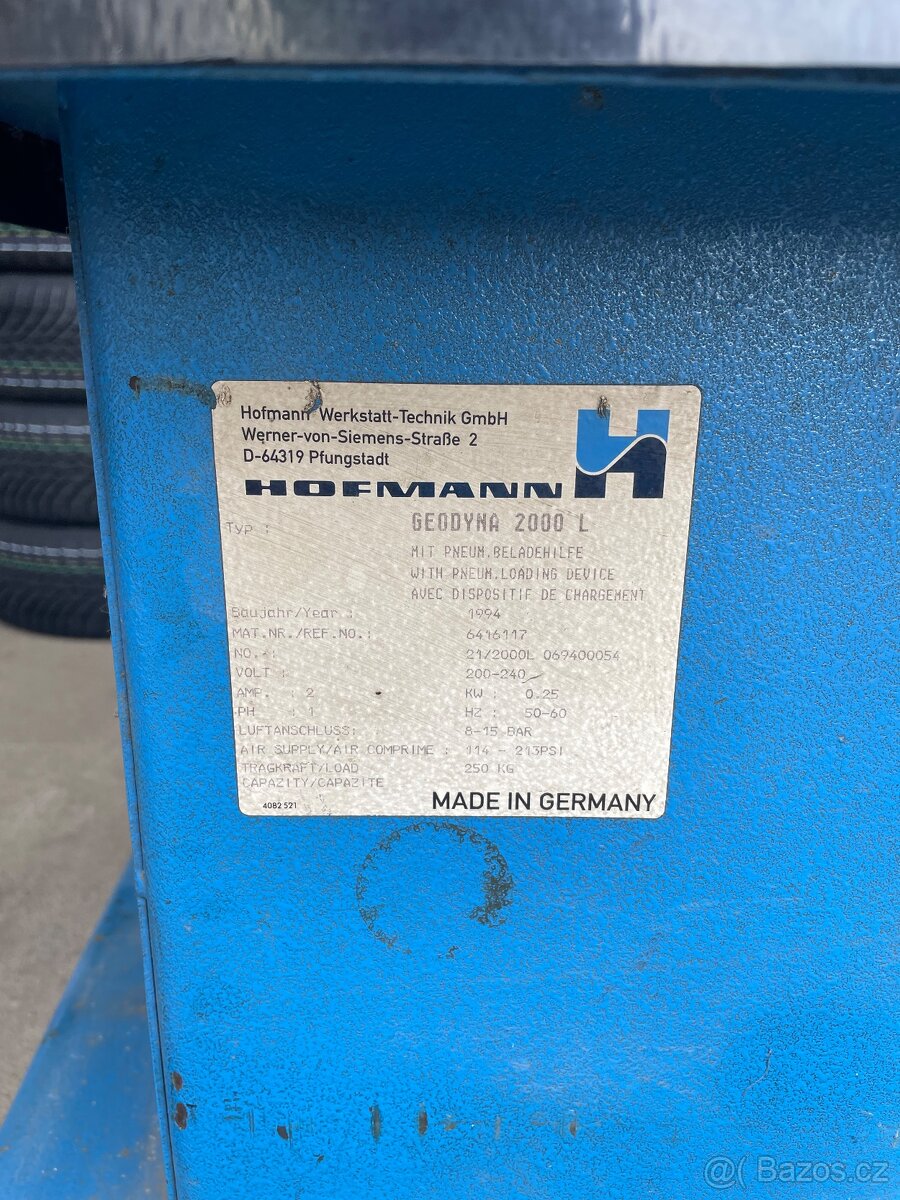 Hofmann Werkstatt-Technik GmbH
Werner-von-Siemens-Straße 2
D-64319 Pfungstadt
HOFMANN
TYP : GEODYNA 2000 L
MIT PNEUM.BELADEHILFE
WITH PNEUM.LOADING DEVICE
AVEC DISPOSITIF DE CHARGEMENT
Baujahr/Year : 1994
MAT.NR./REF.NO.: 6416117
NO. : 21/2000L 069400054
VOLT : 200-240
AMP. : 2 KW : 0.25
PH : 1 HZ : 50-60
LUFTANSCHLUSS: 8-15 BAR
AIR SUPPLY/AIR COMPRIME : 114 - 213PSI
TRAGKRAFT/LOAD 250 KG
CAPAZITY/CAPAZITE
4082 521 MADE IN GERMANY
@( Bazos.cz